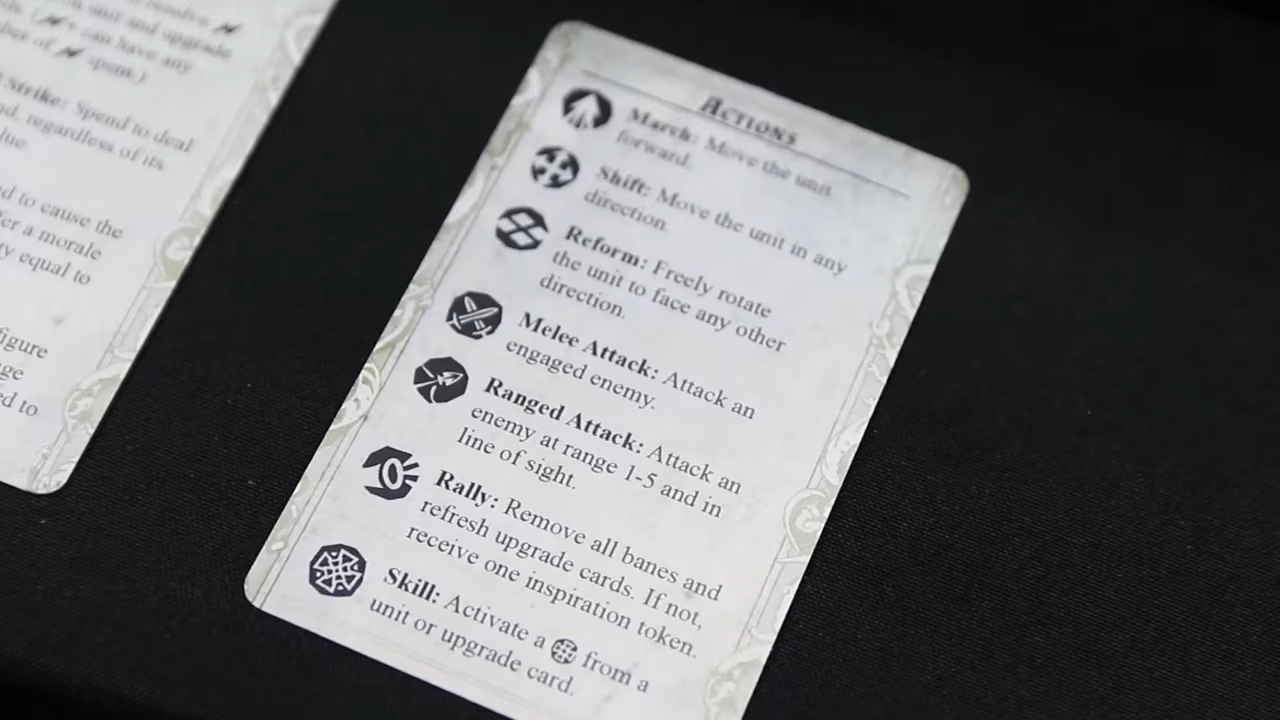 resolve
unit and upgrade
can have any
of spent.)
Strike: Spend to deal
regardless of its
to cause the
a morale
equal to
figure
to
ACTIONS
March: Move the unit
forward.
Shift: Move the unit in any
direction.
Reform: Freely rotate
the unit to face any other
direction.
Melee Attack: Attack an
engaged enemy.
Ranged Attack: Attack an
enemy at range 1-5 and in
line of sight.
Rally: Remove all banes and
refresh upgrade cards. If not,
receive one inspiration token.
Skill: Activate a from a
unit or upgrade card.